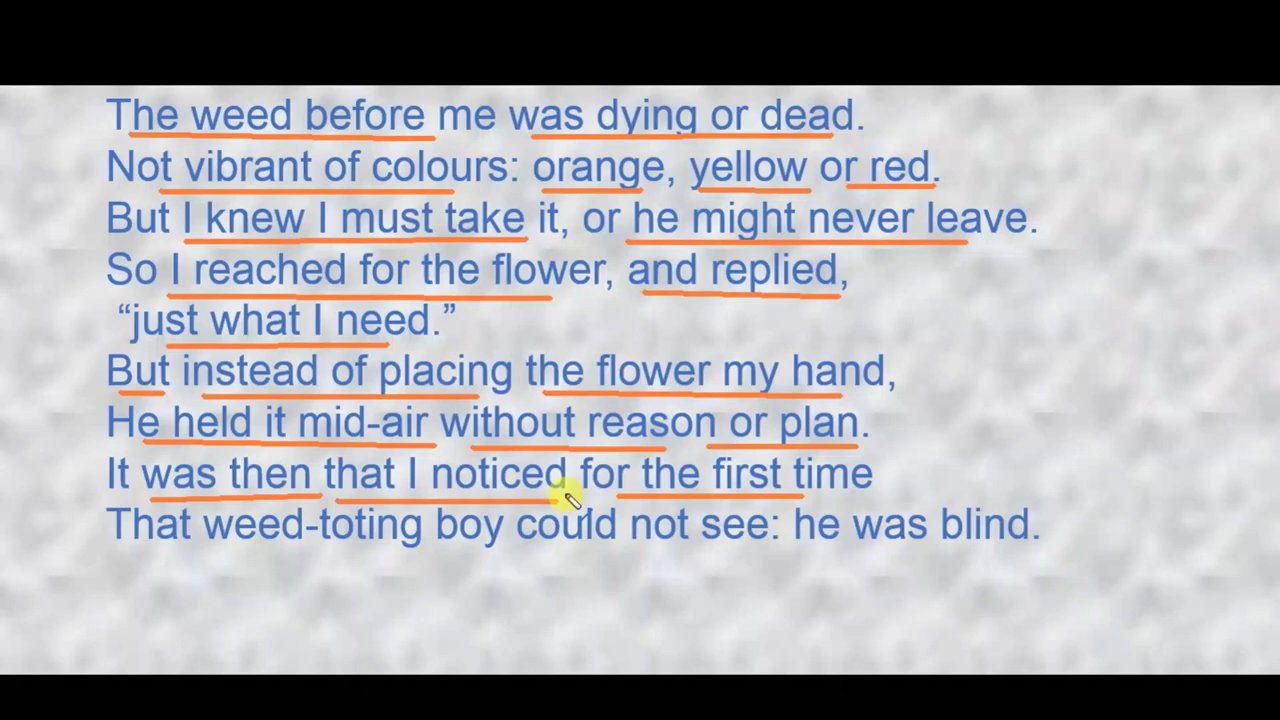 The weed before me was dying or dead.
Not vibrant of colours: orange, yellow or red.
But I knew I must take it, or he might never leave.
So I reached for the flower, and replied,
“just what I need.”
But instead of placing the flower my hand,
He held it mid-air without reason or plan.
It was then that I noticed for the first time
That weed-toting boy could not see: he was blind.